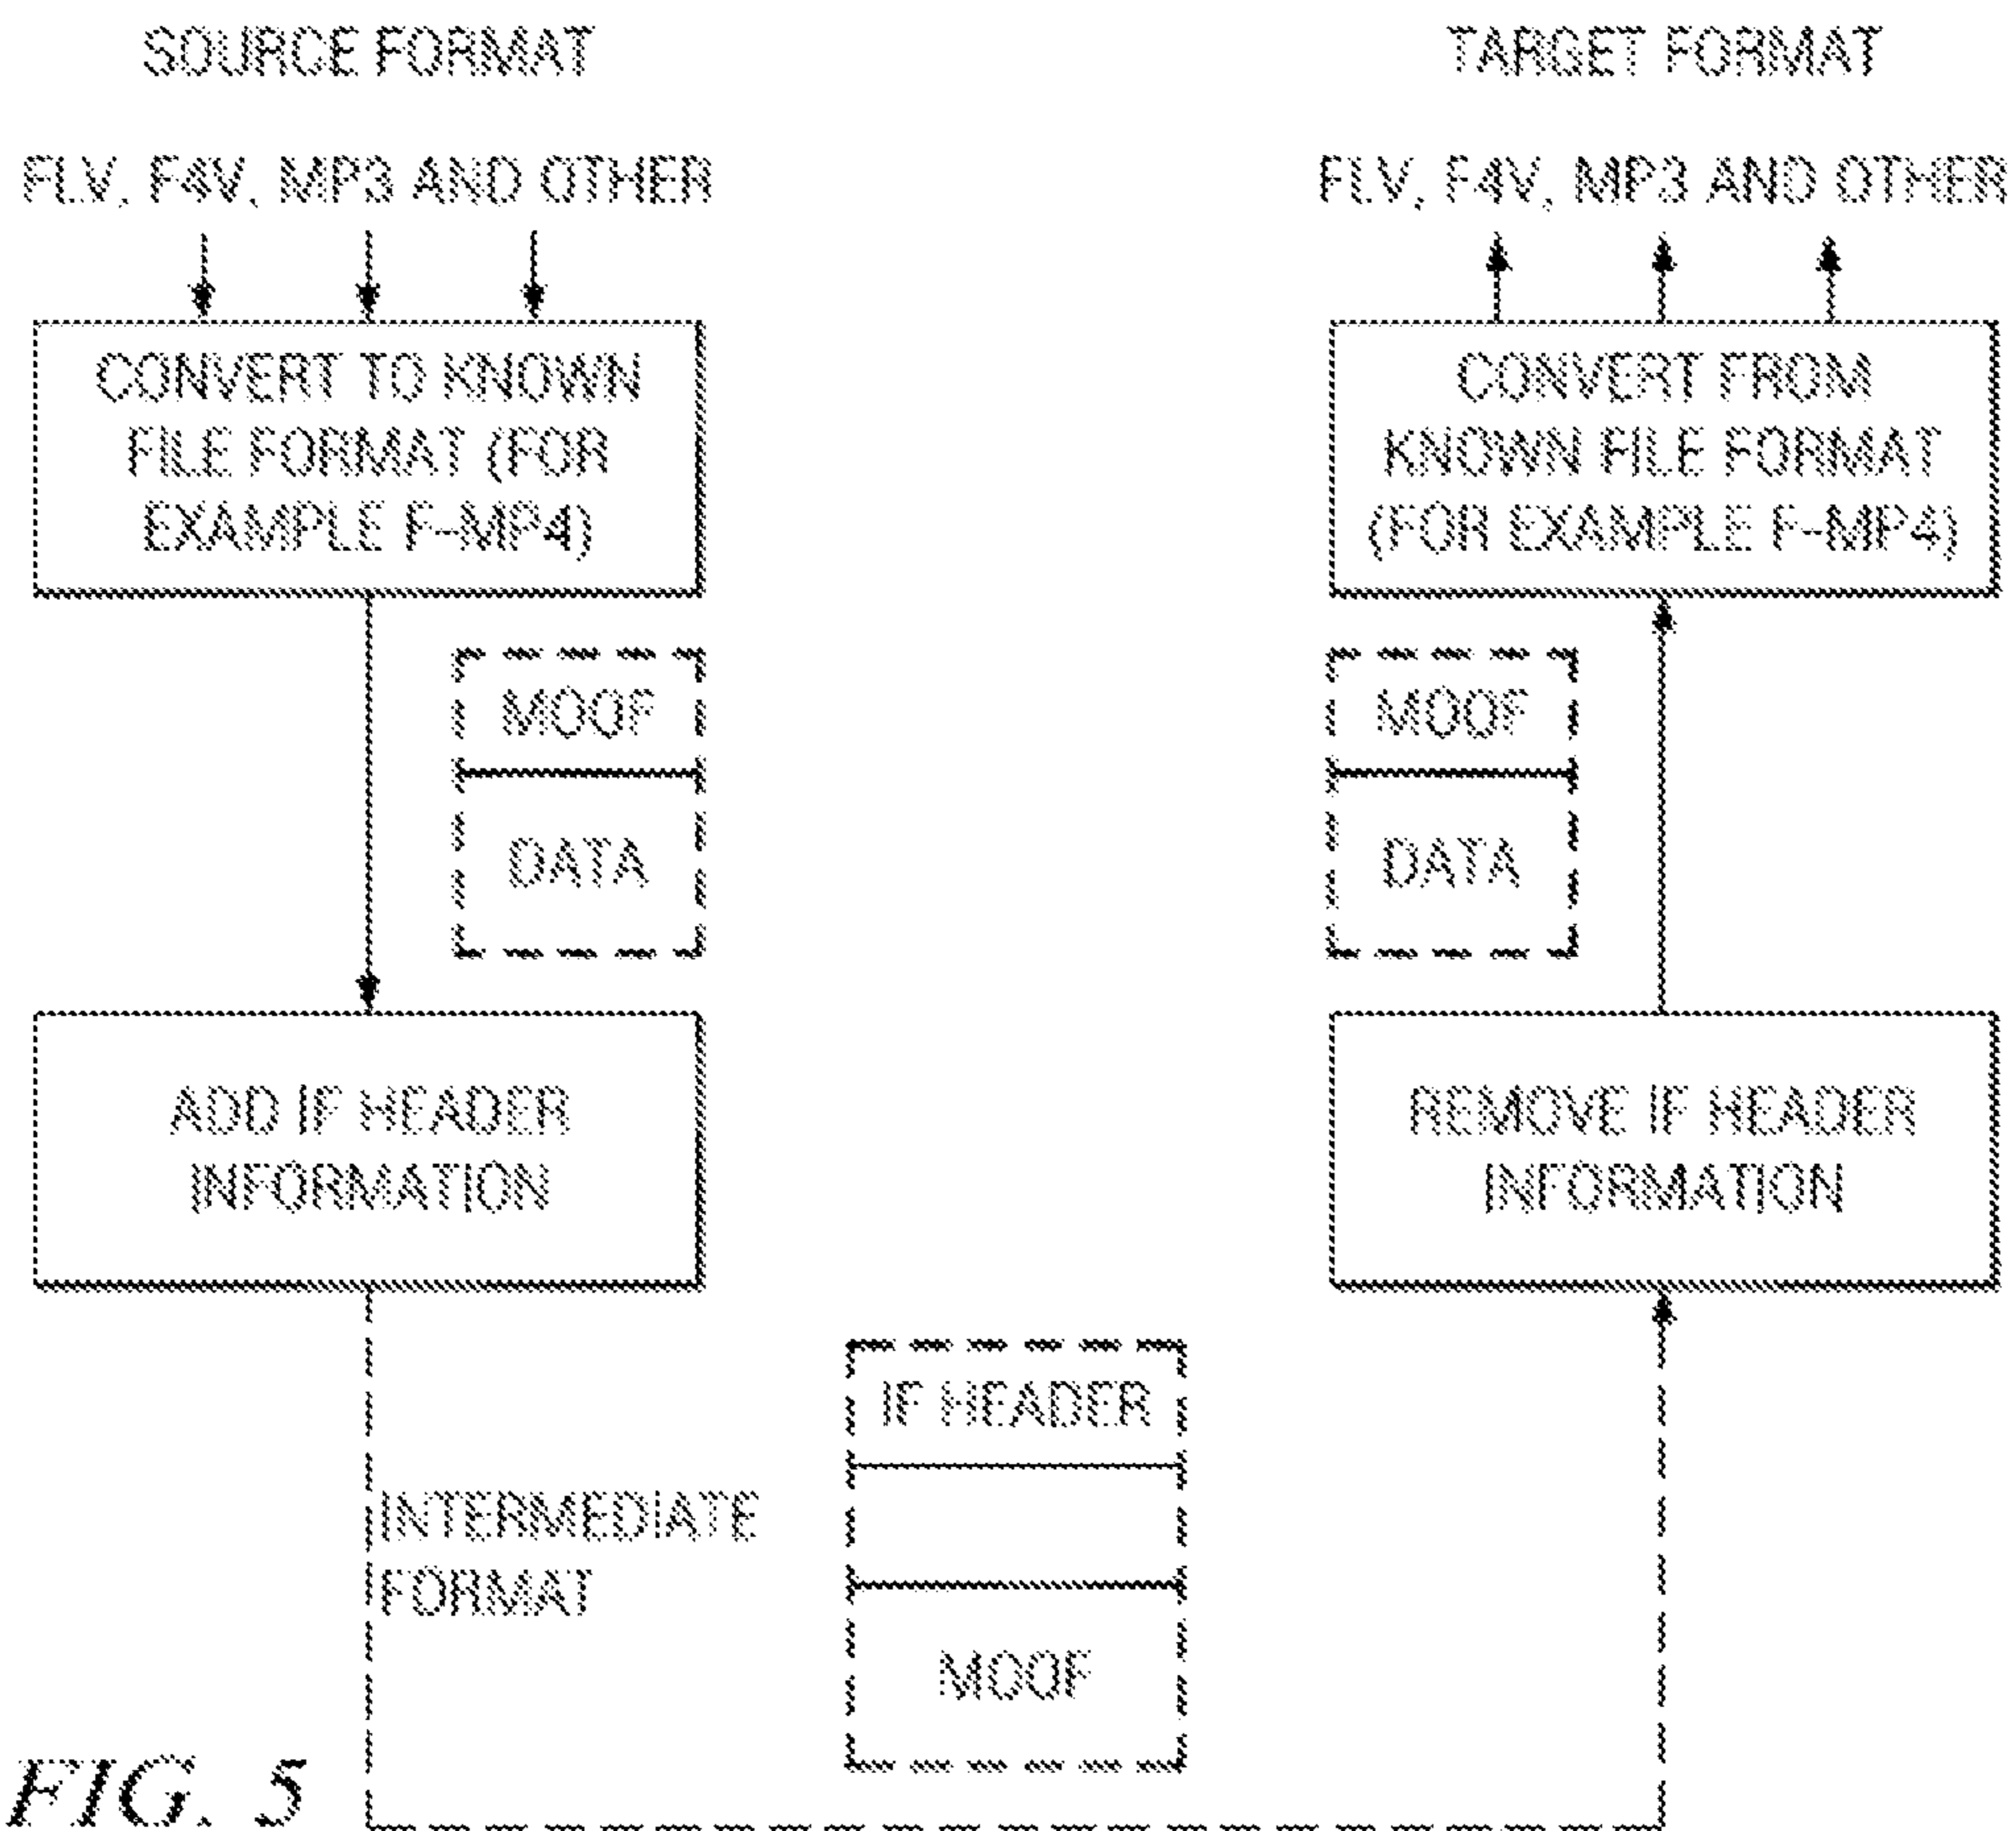 SOURCE FORMAT
FLV, F4V, MP3 AND OTHER
CONVERT TO KNOWN
FILE FORMAT (FOR
EXAMPLE F-MP4)
MOOF
DATA
ADD IF HEADER
INFORMATION
INTERMEDIATE
FORMAT
IF HEADER
MOOF
TARGET FORMAT
FLV, F4V, MP3 AND OTHER
CONVERT FROM
KNOWN FILE FORMAT
(FOR EXAMPLE F-MP4)
MOOF
DATA
REMOVE IF HEADER
INFORMATION
FIG. 5